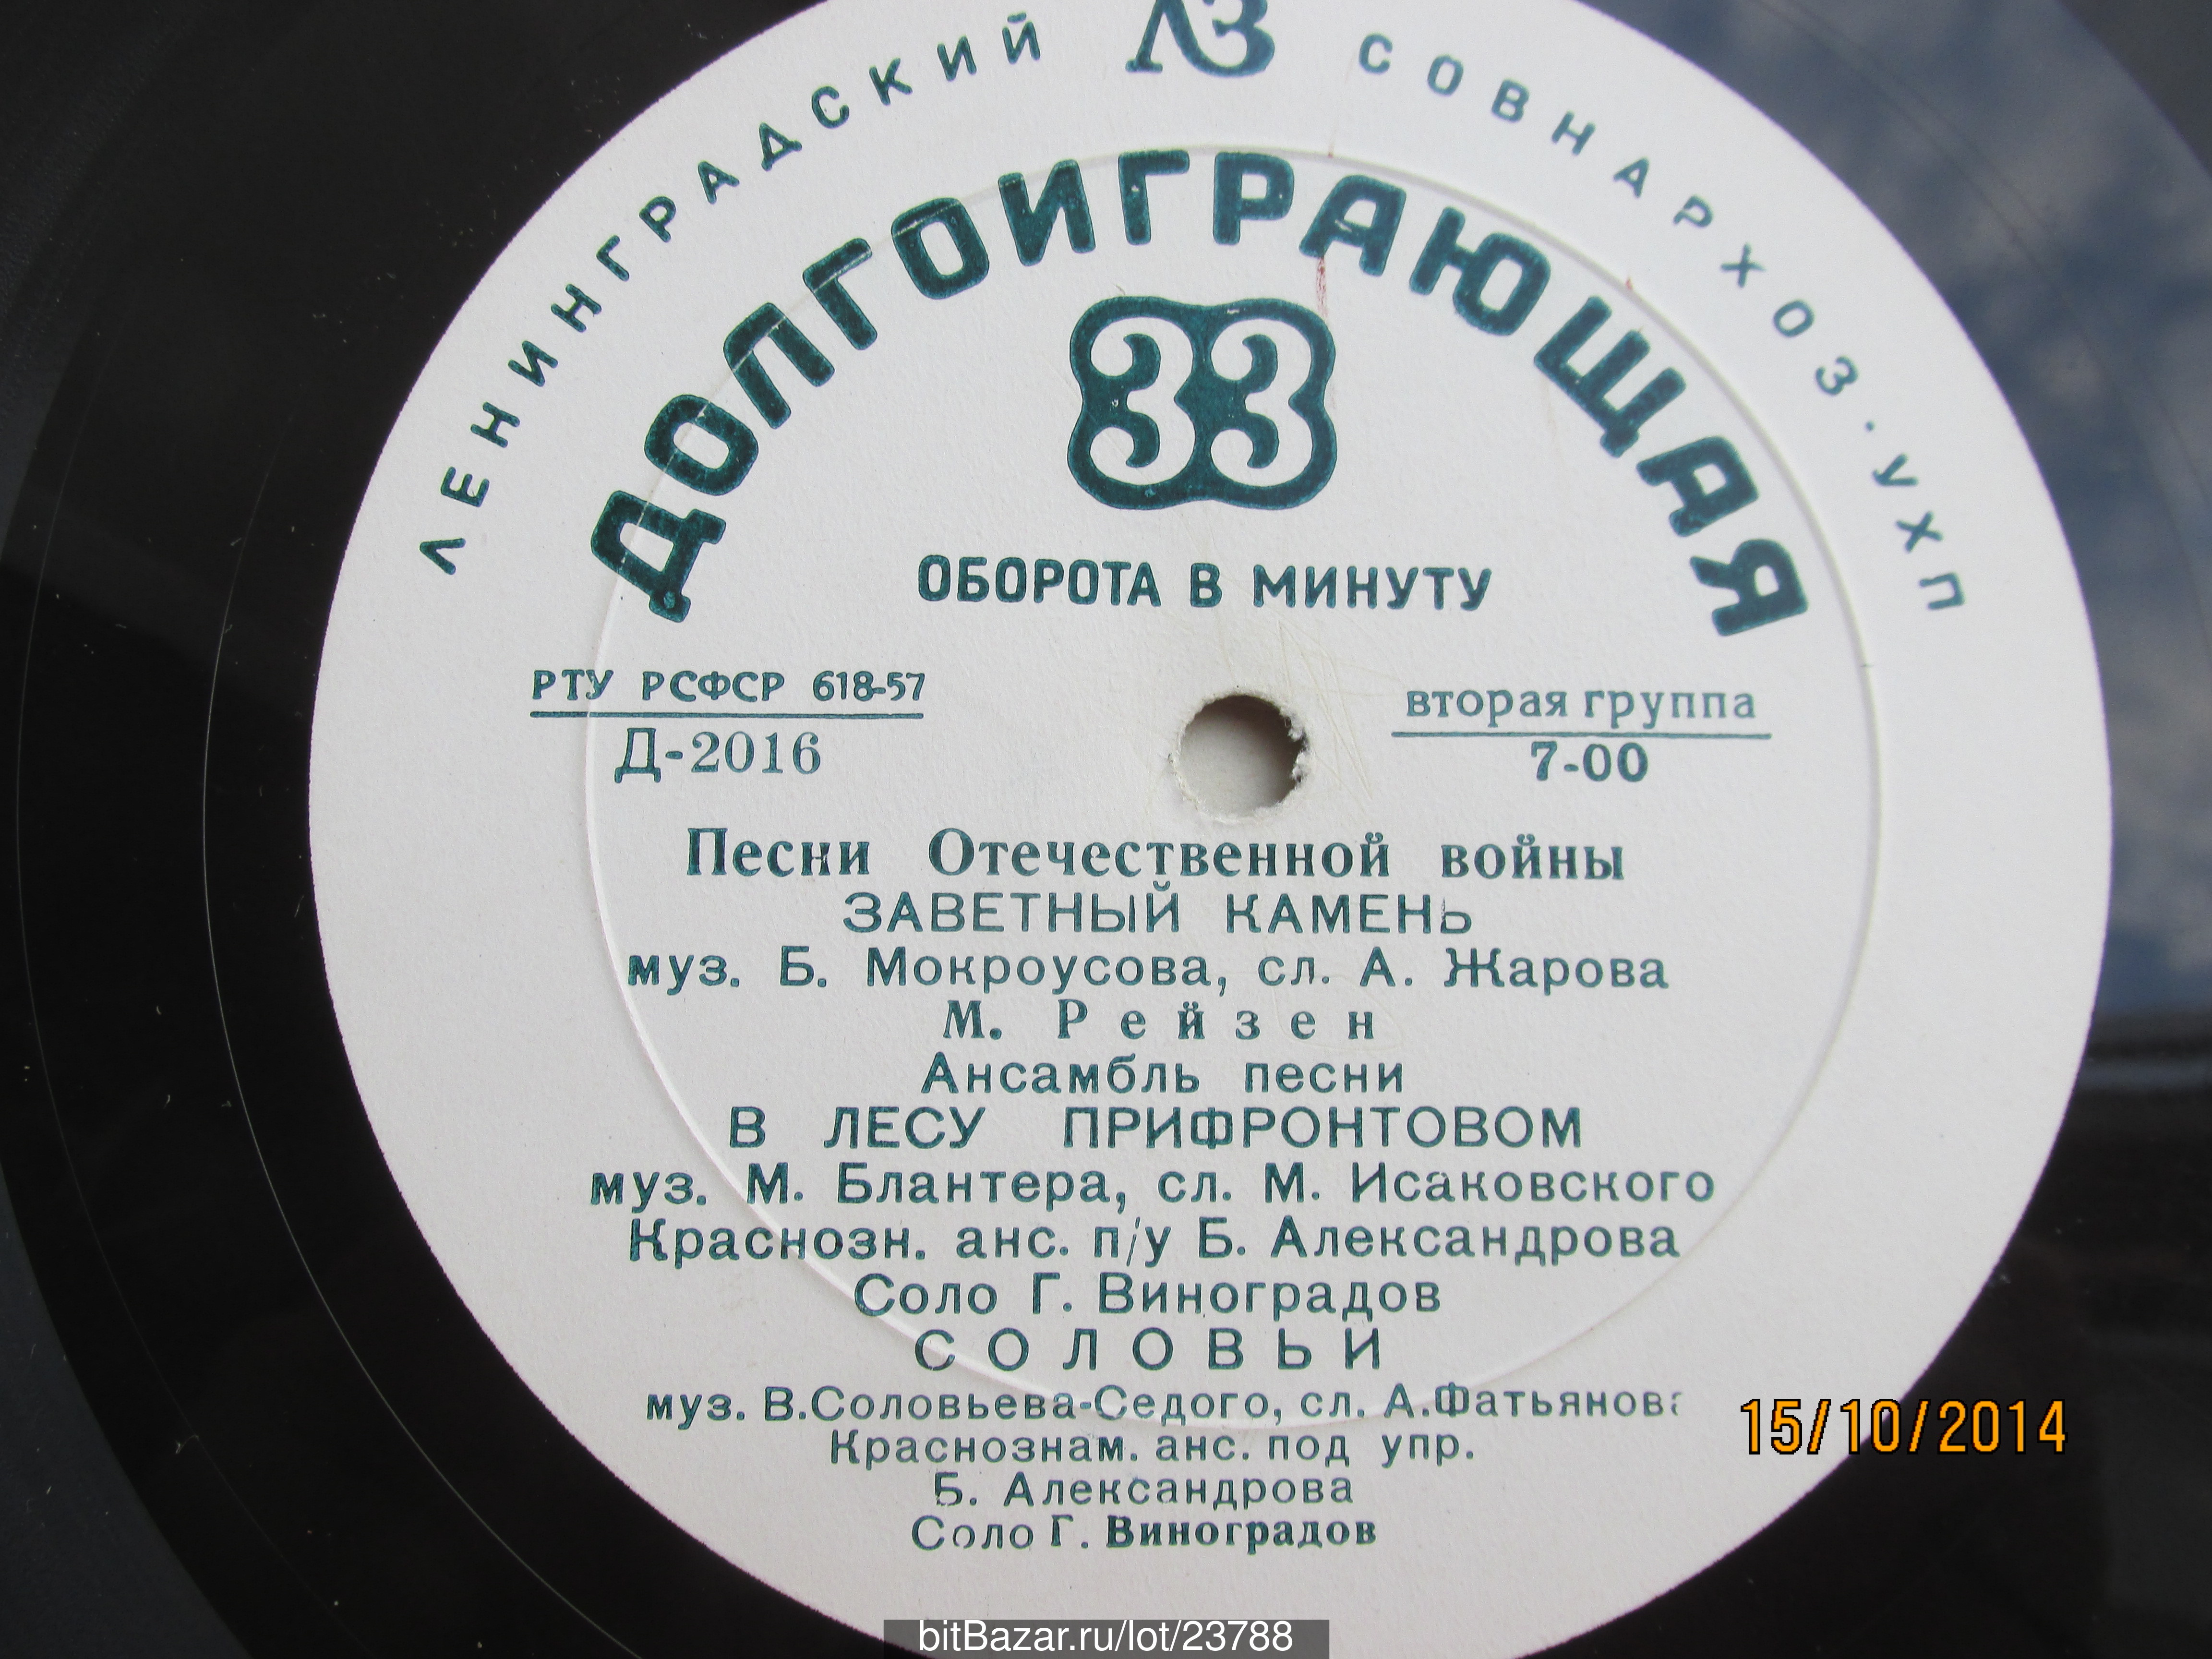 ЛЕНИНГРАДСКИЙ ЛЗ СОВНАРХОЗ·УХП
ДОЛГОИГРАЮЩАЯ
33
ОБОРОТА В МИНУТУ
РТУ РСФСР 618-57
Д-2016
вторая группа
7-00
Песни Отечественной войны
ЗАВЕТНЫЙ КАМЕНЬ
муз. Б. Мокроусова, сл. А. Жарова
М. Рейзен
Ансамбль песни
В ЛЕСУ ПРИФРОНТОВОМ
муз. М. Блантера, сл. М. Исаковского
Краснозн. анс. п/у Б. Александрова
Соло Г. Виноградов
СОЛОВЬИ
муз. В.Соловьева-Седого, сл. А.Фатьянова
Краснознам. анс. под упр.
Б. Александрова
Соло Г. Виноградов
15/10/2014
bitBazar.ru/lot/23788